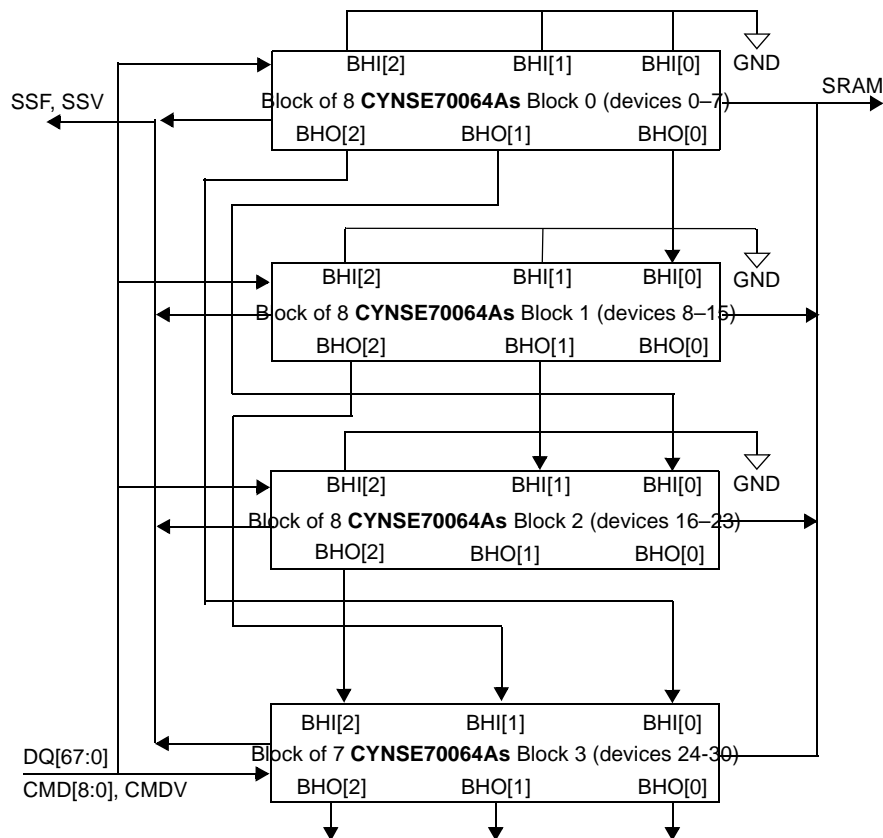 BHI[2] BHI[1] BHI[0] GND
SSF, SSV
SRAM
Block of 8 CYNSE70064As Block 0 (devices 0–7)
BHO[2] BHO[1] BHO[0]
BHI[2] BHI[1] BHI[0] GND
Block of 8 CYNSE70064As Block 1 (devices 8–15)
BHO[2] BHO[1] BHO[0]
BHI[2] BHI[1] BHI[0] GND
Block of 8 CYNSE70064As Block 2 (devices 16–23)
BHO[2] BHO[1] BHO[0]
BHI[2] BHI[1] BHI[0]
DQ[67:0]
Block of 7 CYNSE70064As Block 3 (devices 24-30)
CMD[8:0], CMDV
BHO[2] BHO[1] BHO[0]